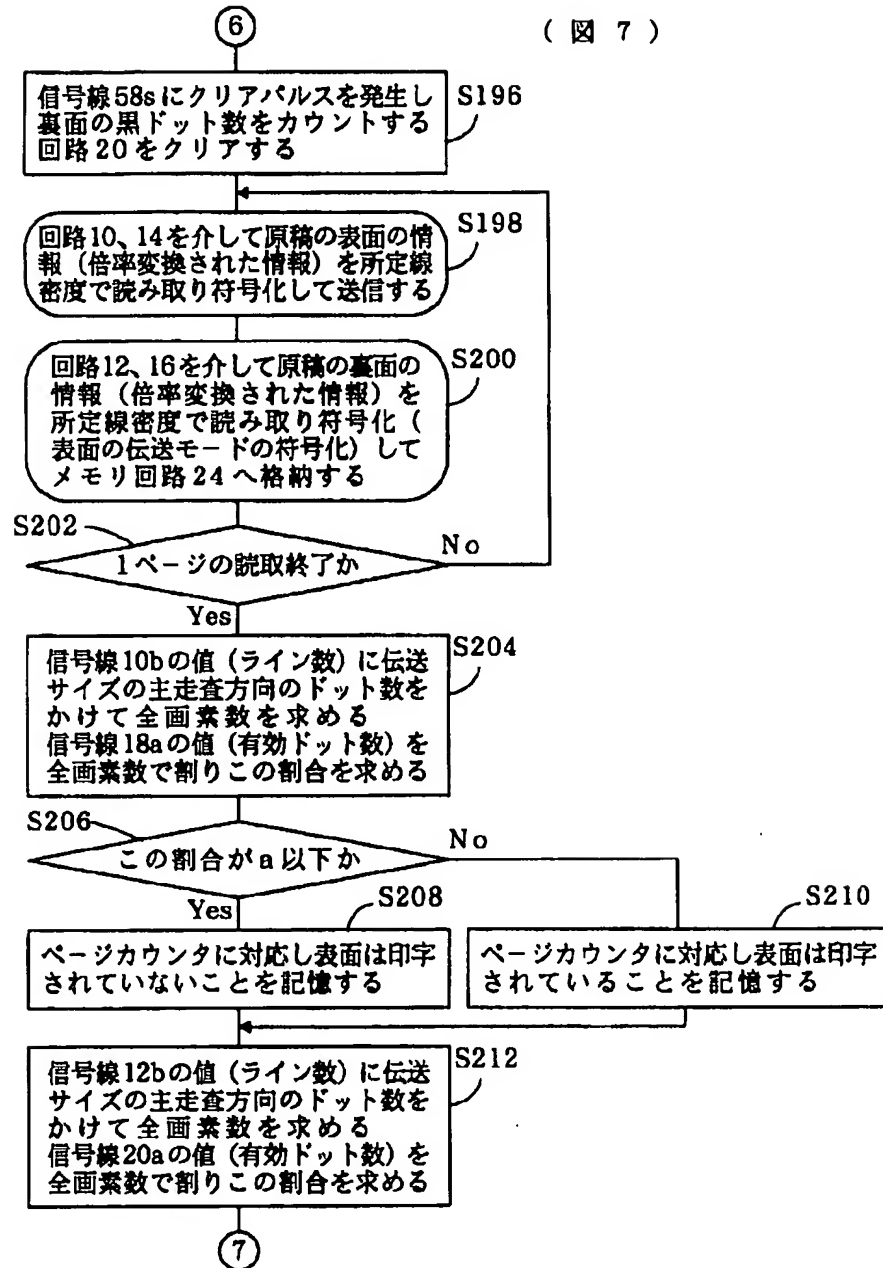 6
( 図 7 )
信号線58sにクリアパルスを発生し
裏面の黒ドット数をカウントする
回路20をクリアする
S196
回路10、14を介して原稿の表面の情
報（倍率変換された情報）を所定線
密度で読み取り符号化して送信する
S198
回路12、16を介して原稿の裏面の
情報（倍率変換された情報）を
所定線密度で読み取り符号化（
表面の伝送モードの符号化）して
メモリ回路24へ格納する
S200
S202
1ページの読取終了か
No
Yes
信号線10bの値（ライン数）に伝送
サイズの主走査方向のドット数を
かけて全画素数を求める
信号線18aの値（有効ドット数）を
全画素数で割りこの割合を求める
S204
S206
この割合がa以下か
No
Yes
S208
ページカウンタに対応し表面は印字
されていないことを記憶する
S210
ページカウンタに対応し表面は印字
されていることを記憶する
信号線12bの値（ライン数）に伝送
サイズの主走査方向のドット数を
かけて全画素数を求める
信号線20aの値（有効ドット数）を
全画素数で割りこの割合を求める
S212
7